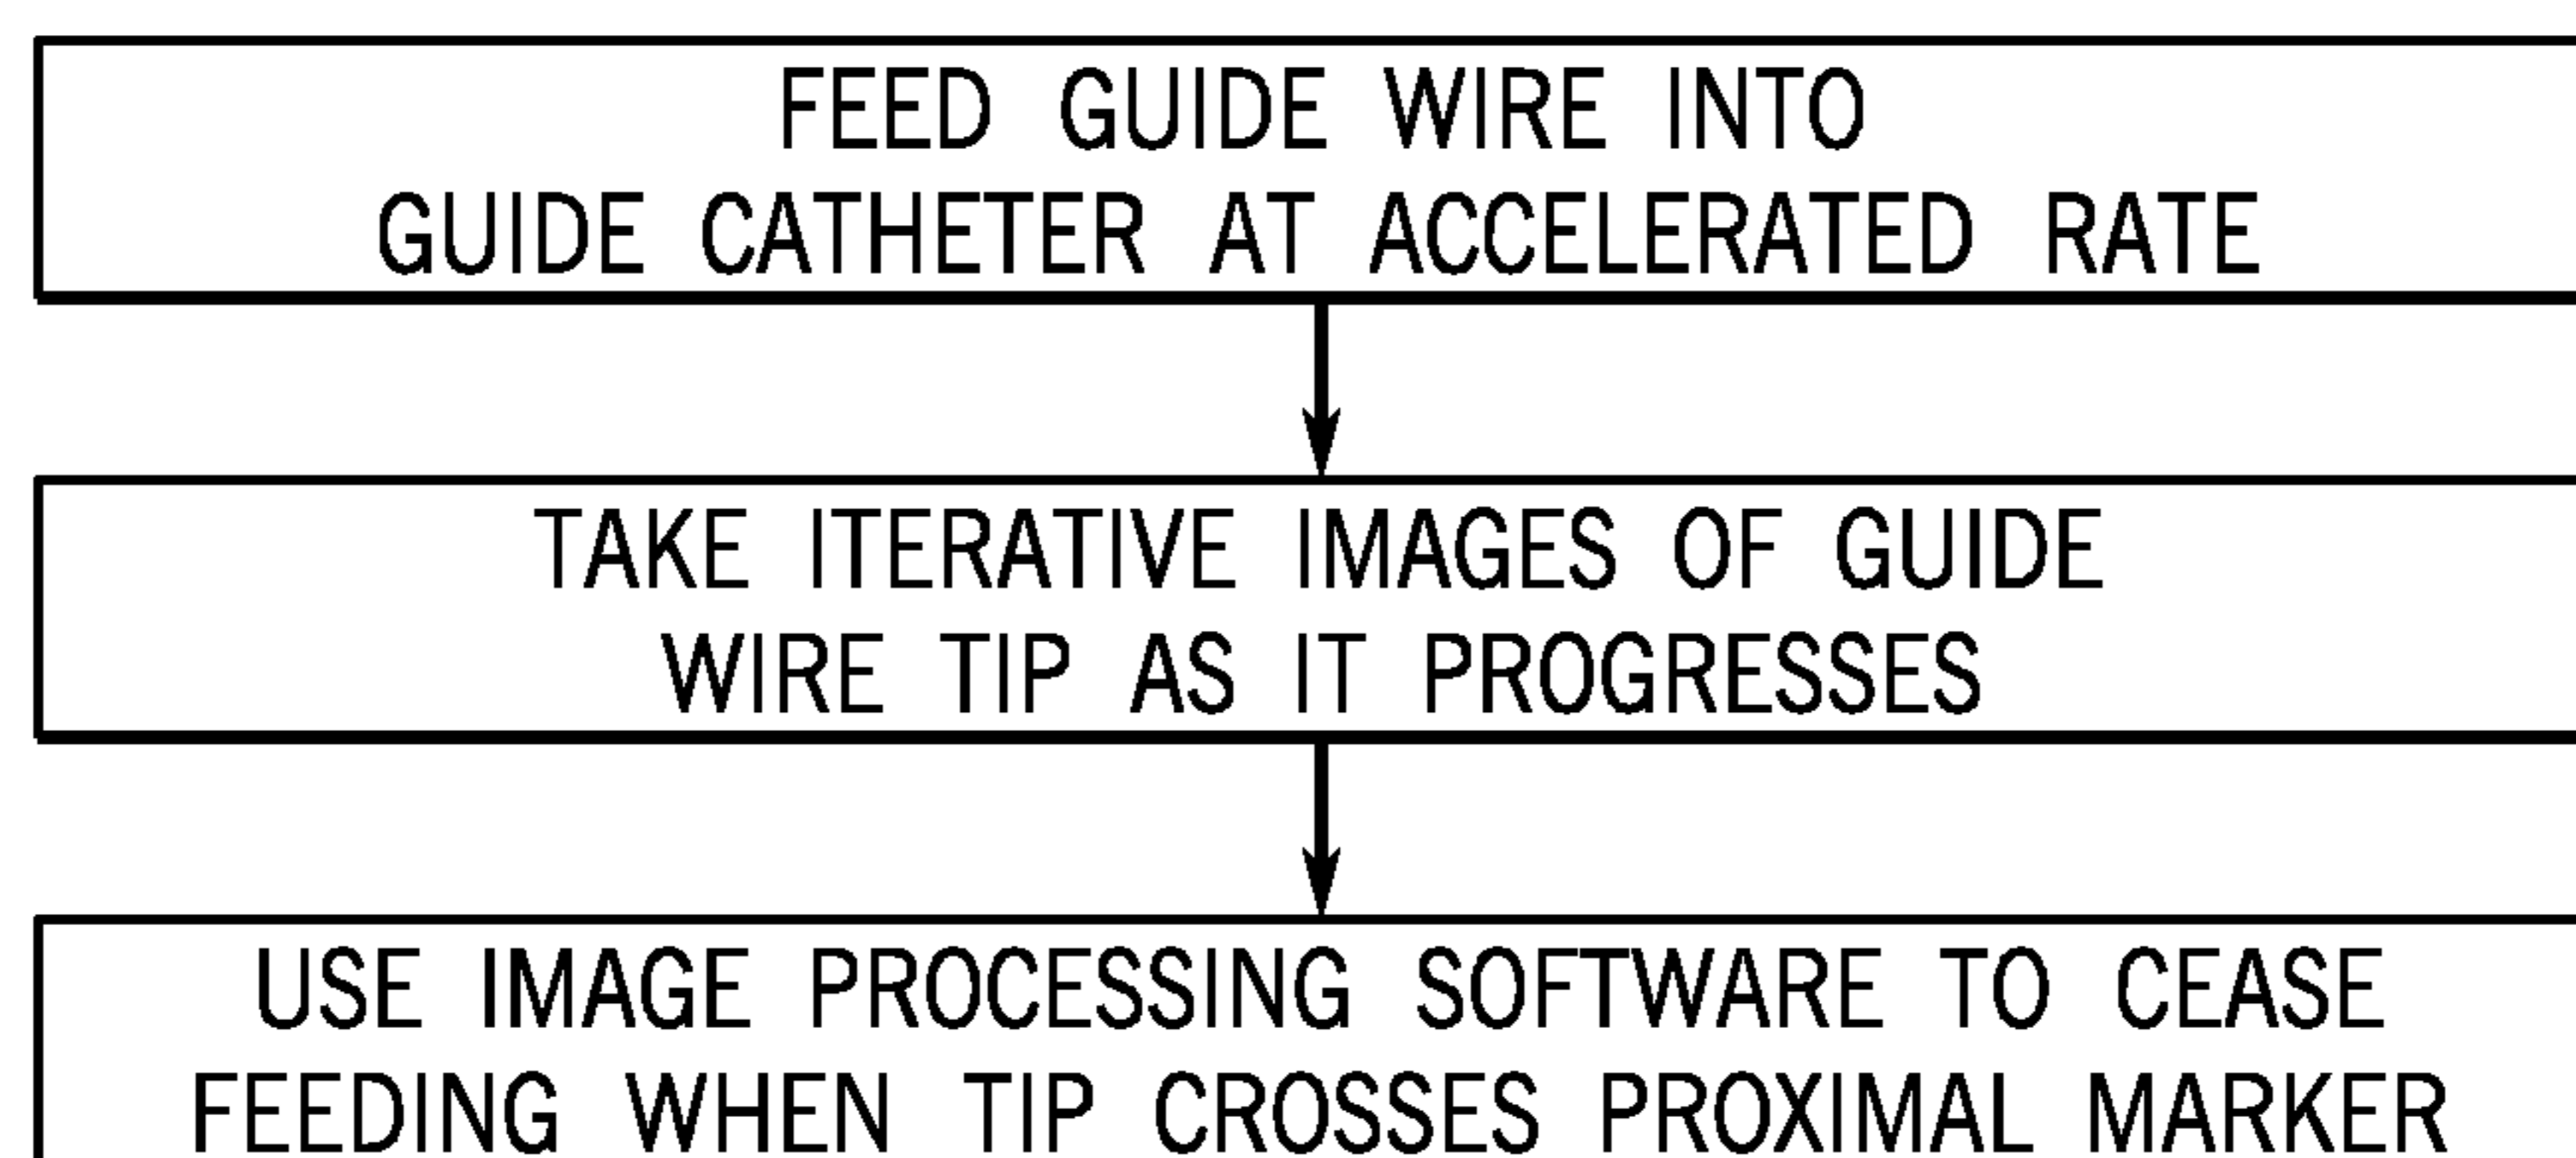 FEED GUIDE WIRE INTO
GUIDE CATHETER AT ACCELERATED RATE
TAKE ITERATIVE IMAGES OF GUIDE
WIRE TIP AS IT PROGRESSES
USE IMAGE PROCESSING SOFTWARE TO CEASE
FEEDING WHEN TIP CROSSES PROXIMAL MARKER